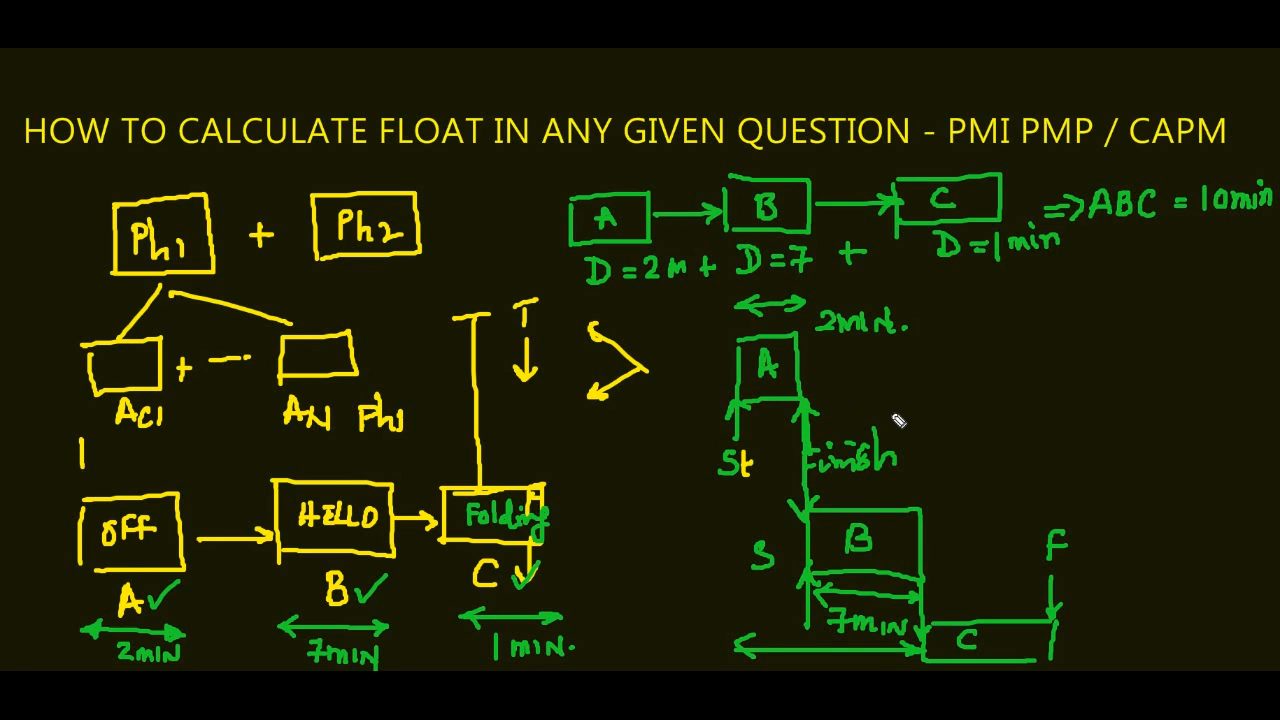 HOW TO CALCULATE FLOAT IN ANY GIVEN QUESTION - PMI PMP / CAPM
Ph1 + Ph2
A → B → C ⇒ ABC = 10min
D = 2M + D = 7 + D = 1min
+ --
AC1 AN Ph1
2MIN.
A
St Finish
OFF → HELLO → Folding
A✓ B✓ C✓
2MIN 7MIN 1 MIN.
S B F
7MIN
C